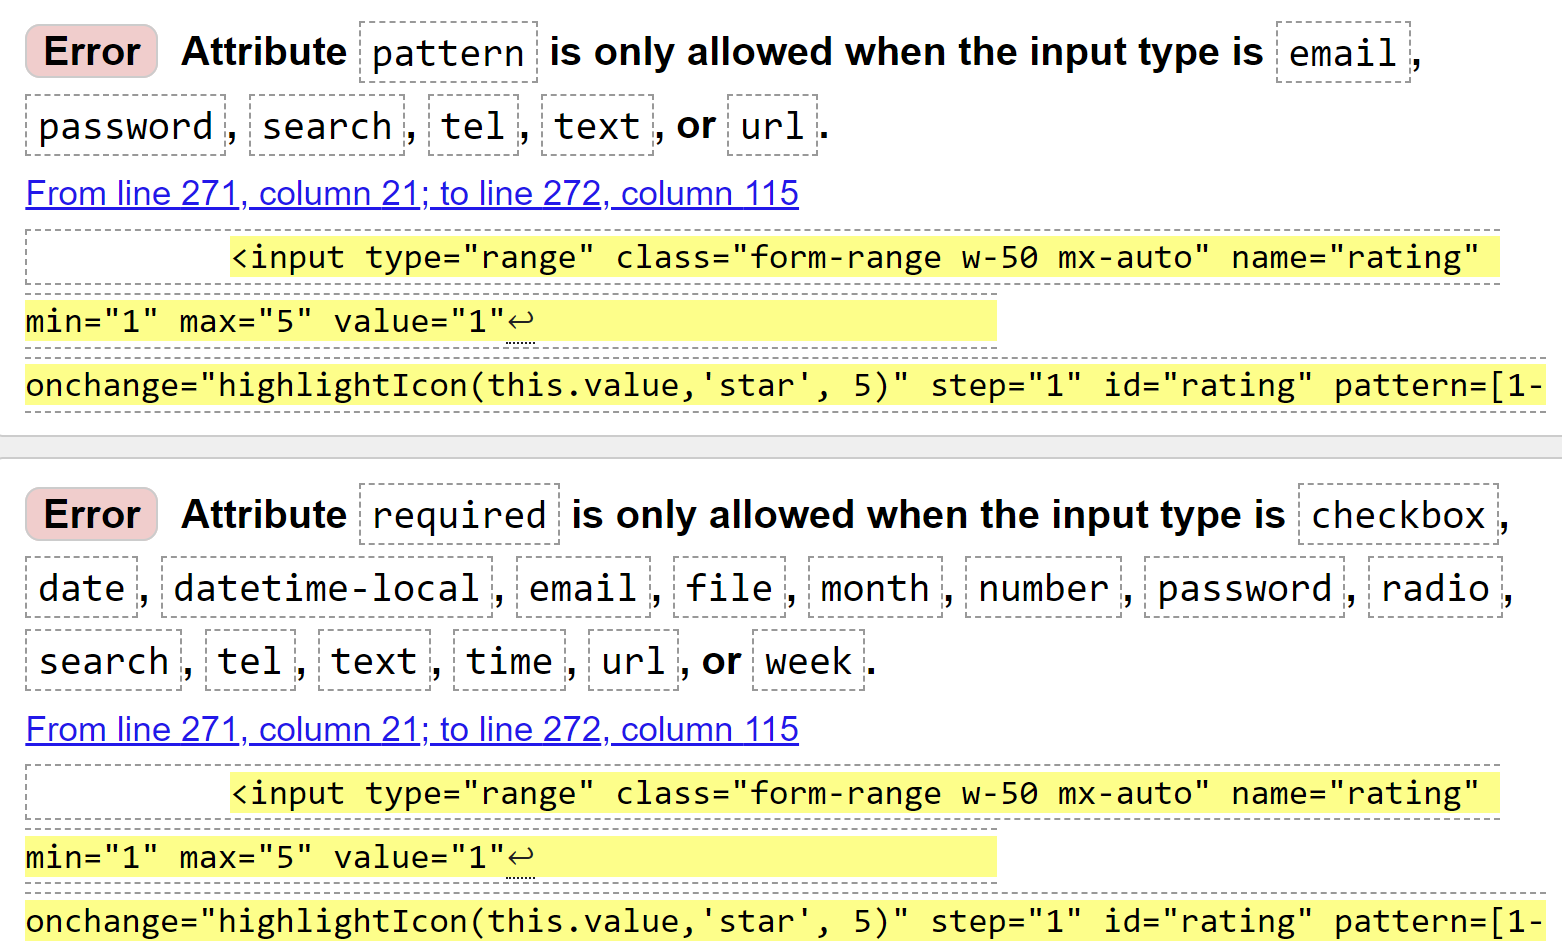 Error Attribute pattern is only allowed when the input type is email,
password, search, tel, text, or url.
From line 271, column 21; to line 272, column 115
<input type="range" class="form-range w-50 mx-auto" name="rating"
min="1" max="5" value="1"↩
onchange="highlightIcon(this.value,'star', 5)" step="1" id="rating" pattern=[1-
Error Attribute required is only allowed when the input type is checkbox,
date, datetime-local, email, file, month, number, password, radio,
search, tel, text, time, url, or week.
From line 271, column 21; to line 272, column 115
<input type="range" class="form-range w-50 mx-auto" name="rating"
min="1" max="5" value="1"↩
onchange="highlightIcon(this.value,'star', 5)" step="1" id="rating" pattern=[1-